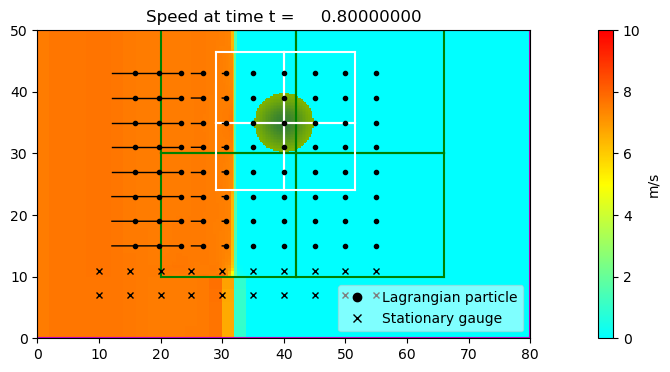 Speed at time t = 0.80000000
50
40
30
20
10
0
0 10 20 30 40 50 60 70 80
Lagrangian particle
Stationary gauge
10
8
6
4
2
0
m/s